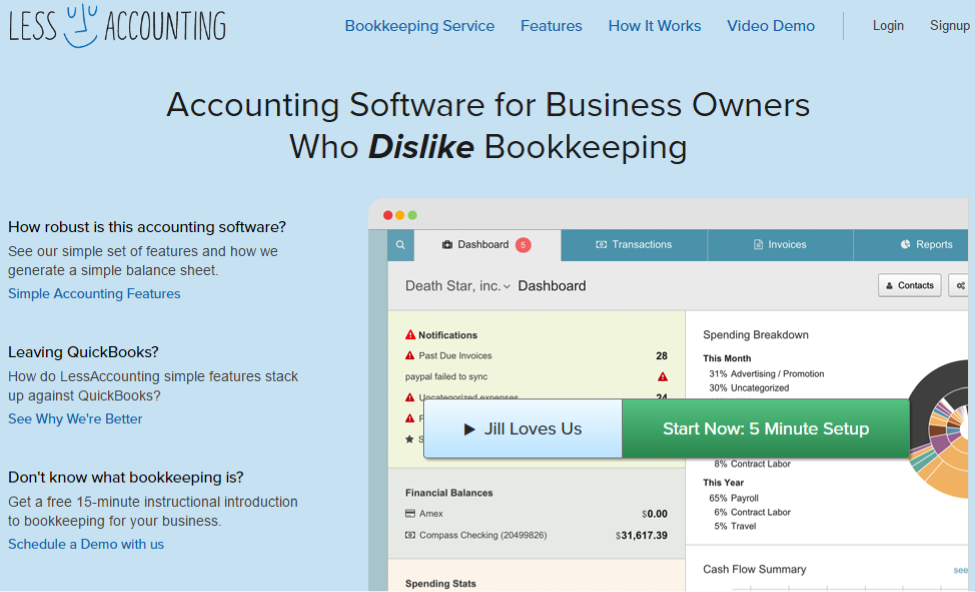 LESS ACCOUNTING
Bookkeeping Service Features How It Works Video Demo Login Signup
Accounting Software for Business Owners
Who Dislike Bookkeeping
How robust is this accounting software?
See our simple set of features and how we
generate a simple balance sheet.
Simple Accounting Features
Leaving QuickBooks?
How do LessAccounting simple features stack
up against QuickBooks?
See Why We're Better
Don't know what bookkeeping is?
Get a free 15-minute instructional introduction
to bookkeeping for your business.
Schedule a Demo with us
Dashboard 5 Transactions Invoices Reports
Death Star, inc. Dashboard Contacts
Notifications
Past Due Invoices 28
paypal failed to sync
Uncategorized expenses 24
Jill Loves Us Start Now: 5 Minute Setup
Financial Balances
Amex $0.00
Compass Checking (20499826) $31,617.39
Spending Stats
Spending Breakdown
This Month
31% Advertising / Promotion
30% Uncategorized
8% Contract Labor
This Year
65% Payroll
6% Contract Labor
5% Travel
Cash Flow Summary see